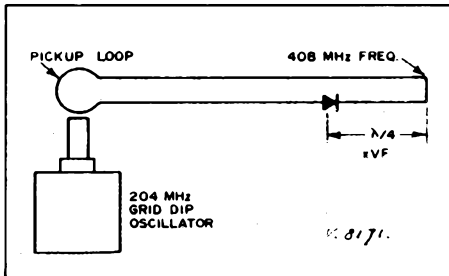 PICKUP LOOP
408 MHz FREQ.
λ/4
xVF
204 MHz
GRID DIP
OSCILLATOR